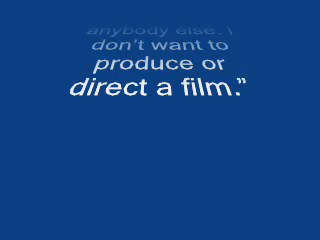 anybody else. I
don't want to
produce or
direct a film."